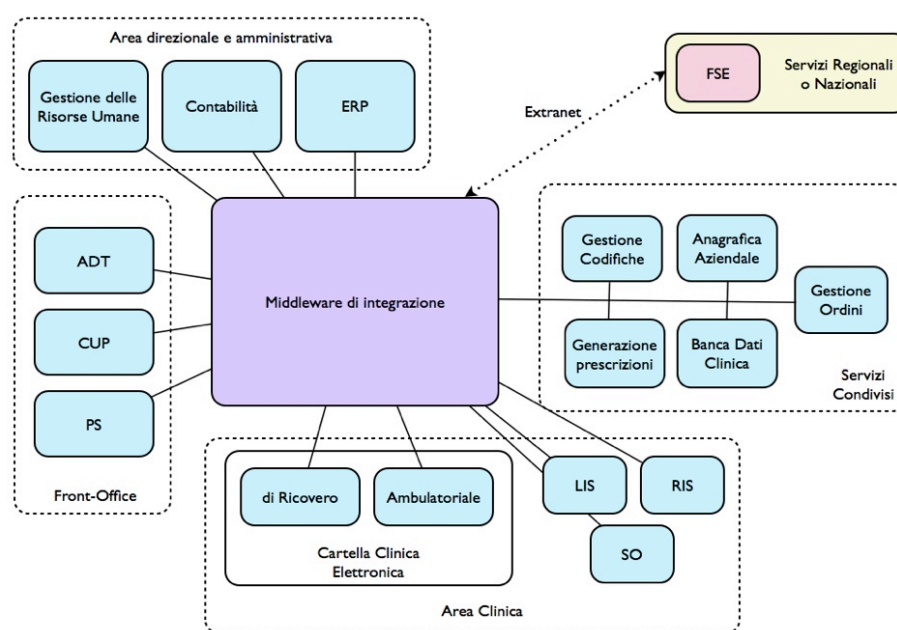 Area direzionale e amministrativa
Gestione delle
Risorse Umane
Contabilità
ERP
FSE
Servizi Regionali
o Nazionali
Extranet
ADT
CUP
PS
Front-Office
Middleware di integrazione
Gestione
Codifiche
Anagrafica
Aziendale
Gestione
Ordini
Generazione
prescrizioni
Banca Dati
Clinica
Servizi
Condivisi
di Ricovero
Ambulatoriale
Cartella Clinica
Elettronica
LIS
RIS
SO
Area Clinica